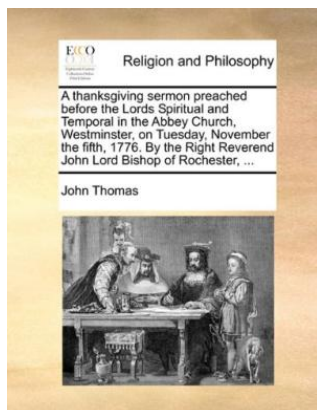 ECCO
Religion and Philosophy
A thanksgiving sermon preached
before the Lords Spiritual and
Temporal in the Abbey Church,
Westminster, on Tuesday, November
the fifth, 1776. By the Right Reverend
John Lord Bishop of Rochester, ...
John Thomas